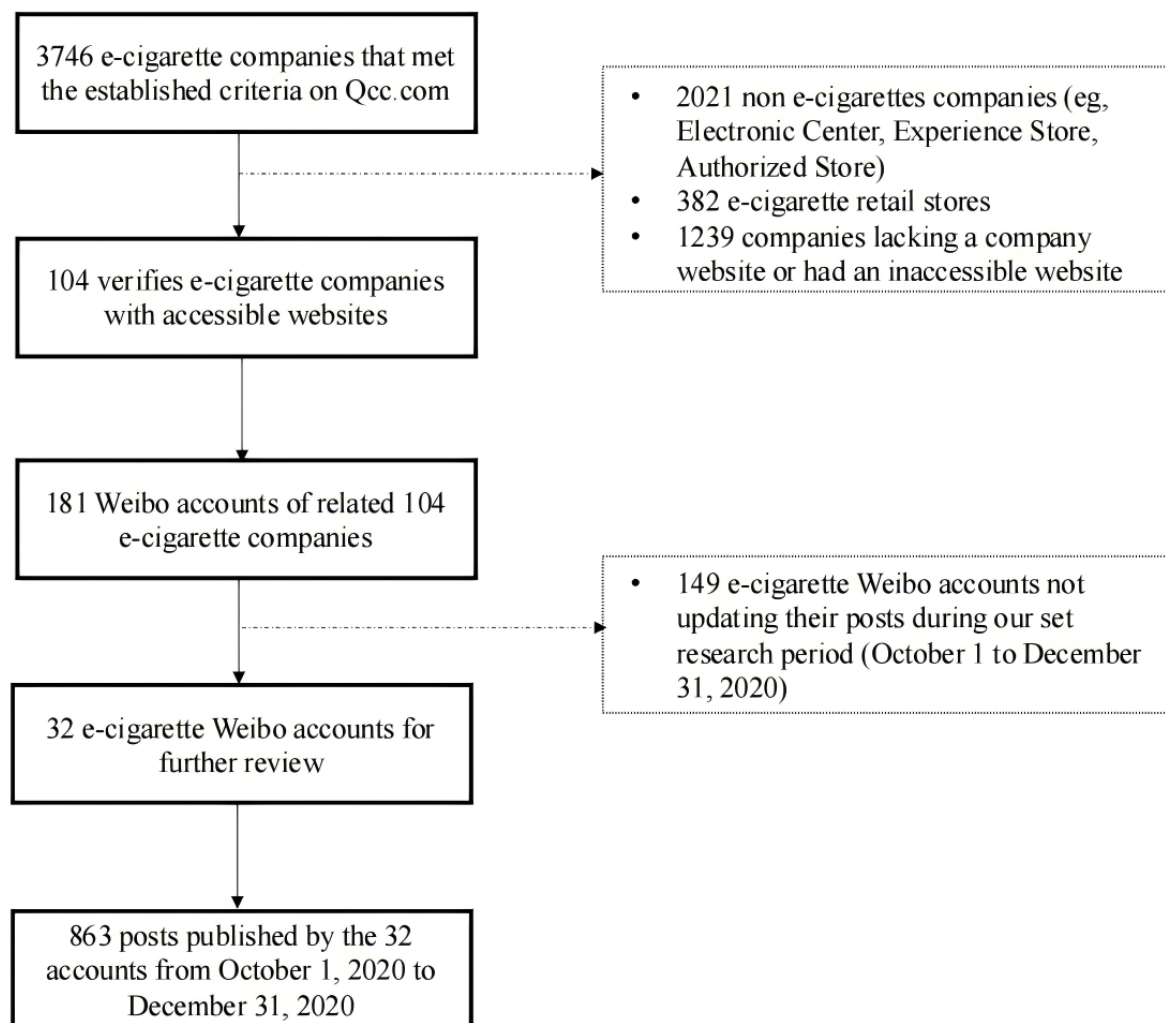 3746 e-cigarette companies that met
the established criteria on Qcc.com
• 2021 non e-cigarettes companies (eg,
Electronic Center, Experience Store,
Authorized Store)
• 382 e-cigarette retail stores
• 1239 companies lacking a company
website or had an inaccessible website
104 verifies e-cigarette companies
with accessible websites
181 Weibo accounts of related 104
e-cigarette companies
• 149 e-cigarette Weibo accounts not
updating their posts during our set
research period (October 1 to December
31, 2020)
32 e-cigarette Weibo accounts for
further review
863 posts published by the 32
accounts from October 1, 2020 to
December 31, 2020